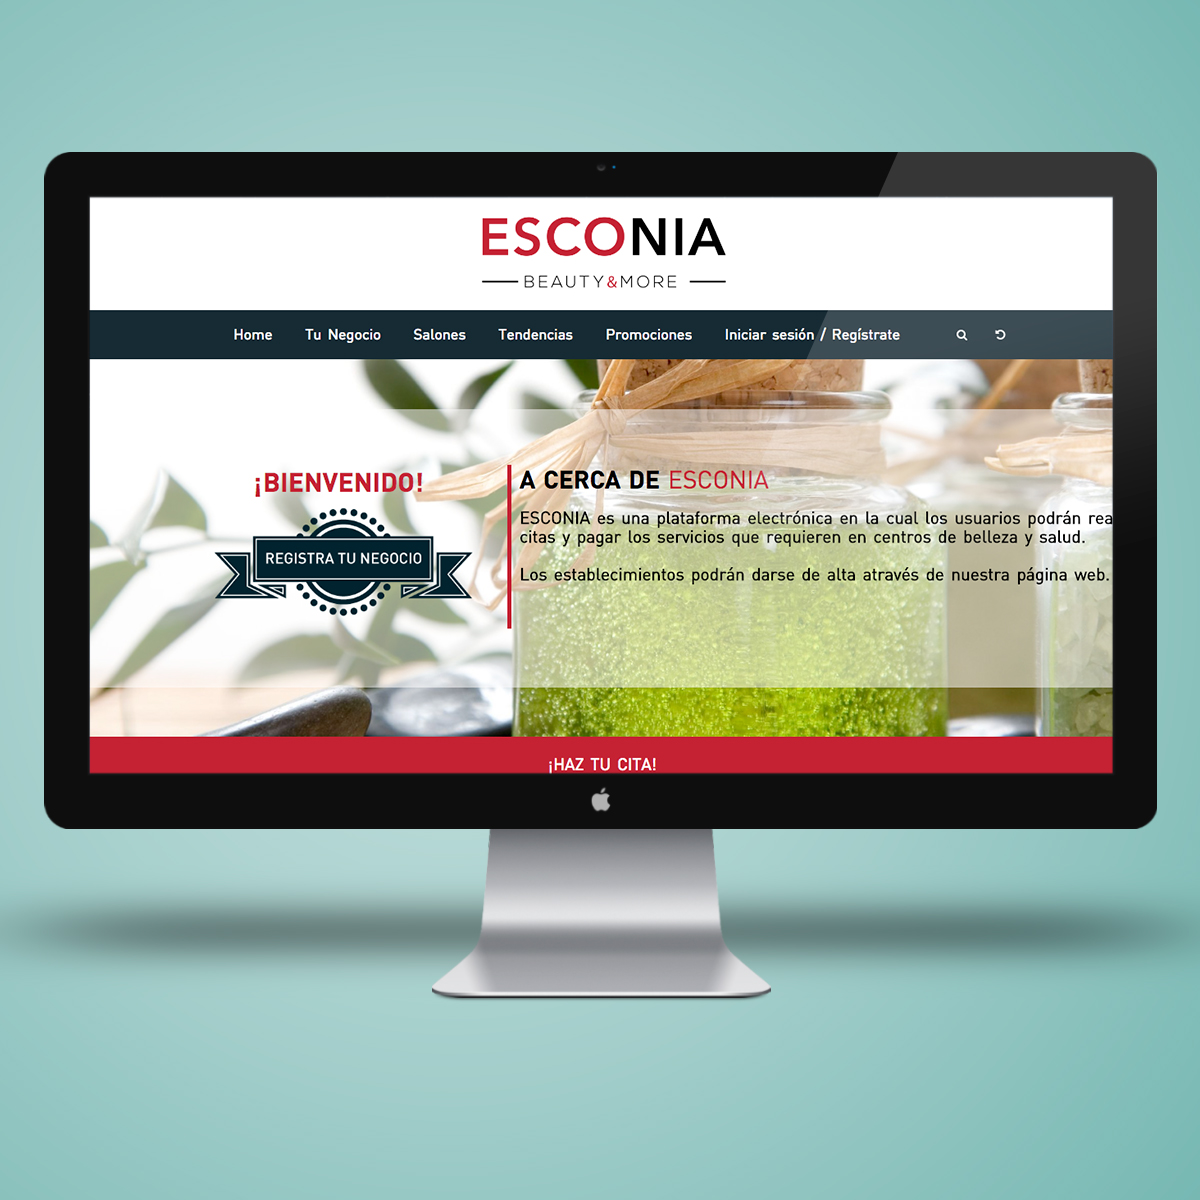 ESCONIA
BEAUTY&MORE
Home Tu Negocio Salones Tendencias Promociones Iniciar sesión / Regístrate
¡BIENVENIDO!
REGISTRA TU NEGOCIO
A CERCA DE ESCONIA
ESCONIA es una plataforma electrónica en la cual los usuarios podrán rea
citas y pagar los servicios que requieren en centros de belleza y salud.
Los establecimientos podrán darse de alta através de nuestra página web.
¡HAZ TU CITA!